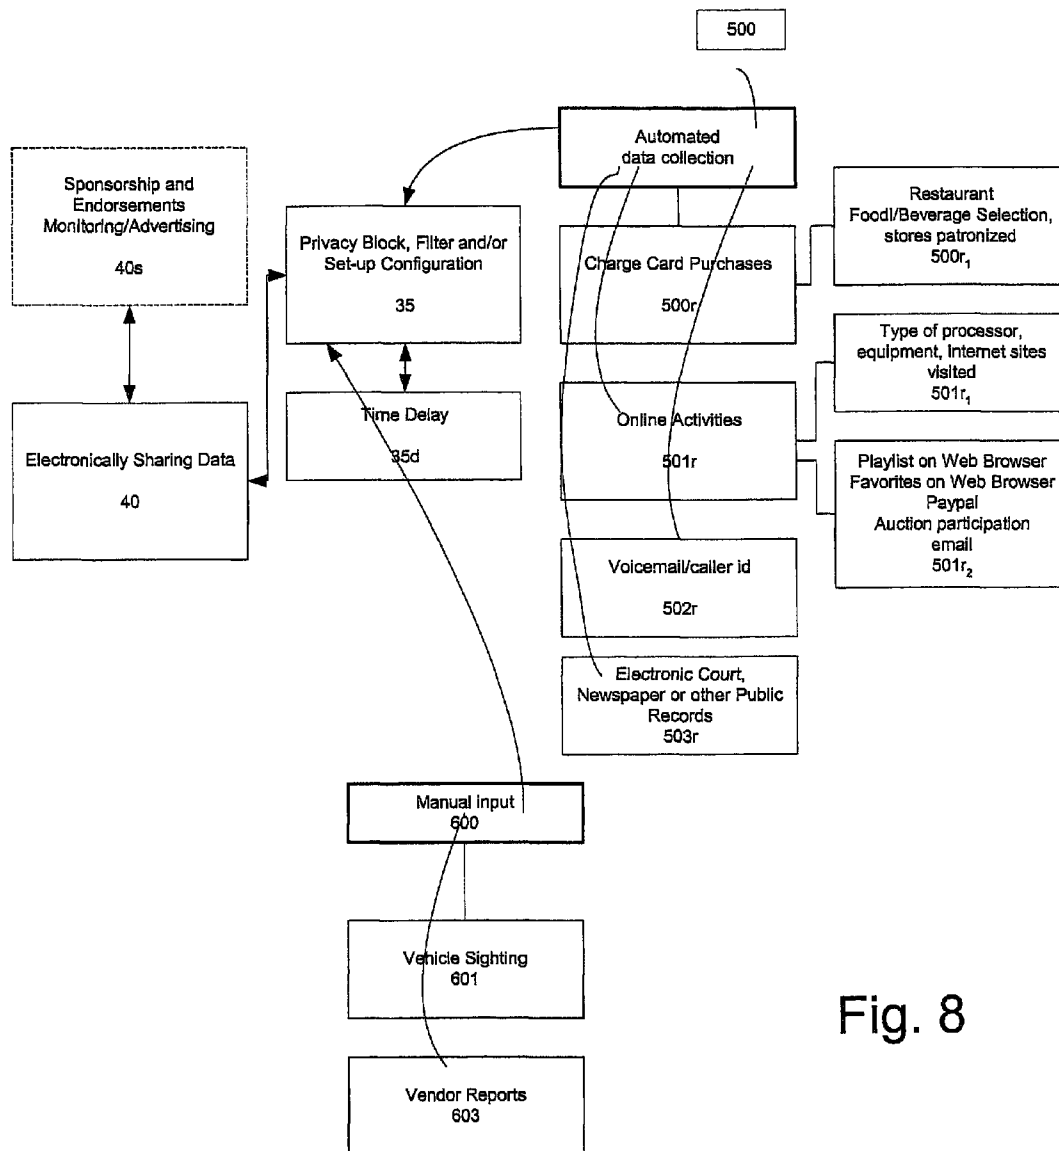 500
Automated
data collection
Sponsorship and
Endorsements
Monitoring/Advertising
40s
Privacy Block, Filter and/or
Set-up Configuration
35
Charge Card Purchases
500r
Restaurant
Foodl/Beverage Selection,
stores patronized
500r₁
Type of processor,
equipment, Internet sites
visited
501r₁
Time Delay
35d
Online Activities
501r
Electronically Sharing Data
40
Playlist on Web Browser
Favorites on Web Browser
Paypal
Auction participation
email
501r₂
Voicemail/caller id
502r
Electronic Court,
Newspaper or other Public
Records
503r
Manual input
600
Vehicle Sighting
601
Vendor Reports
603
Fig. 8